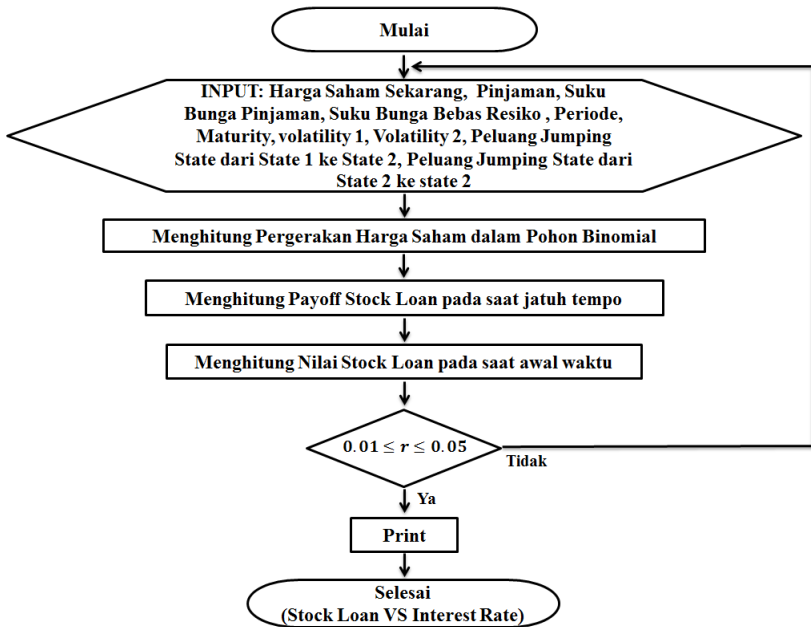 Mulai
INPUT: Harga Saham Sekarang, Pinjaman, Suku
Bunga Pinjaman, Suku Bunga Bebas Resiko , Periode,
Maturity, volatility 1, Volatility 2, Peluang Jumping
State dari State 1 ke State 2, Peluang Jumping State dari
State 2 ke state 2
Menghitung Pergerakan Harga Saham dalam Pohon Binomial
Menghitung Payoff Stock Loan pada saat jatuh tempo
Menghitung Nilai Stock Loan pada saat awal waktu
0.01 ≤ r ≤ 0.05
Tidak
Ya
Print
Selesai
(Stock Loan VS Interest Rate)